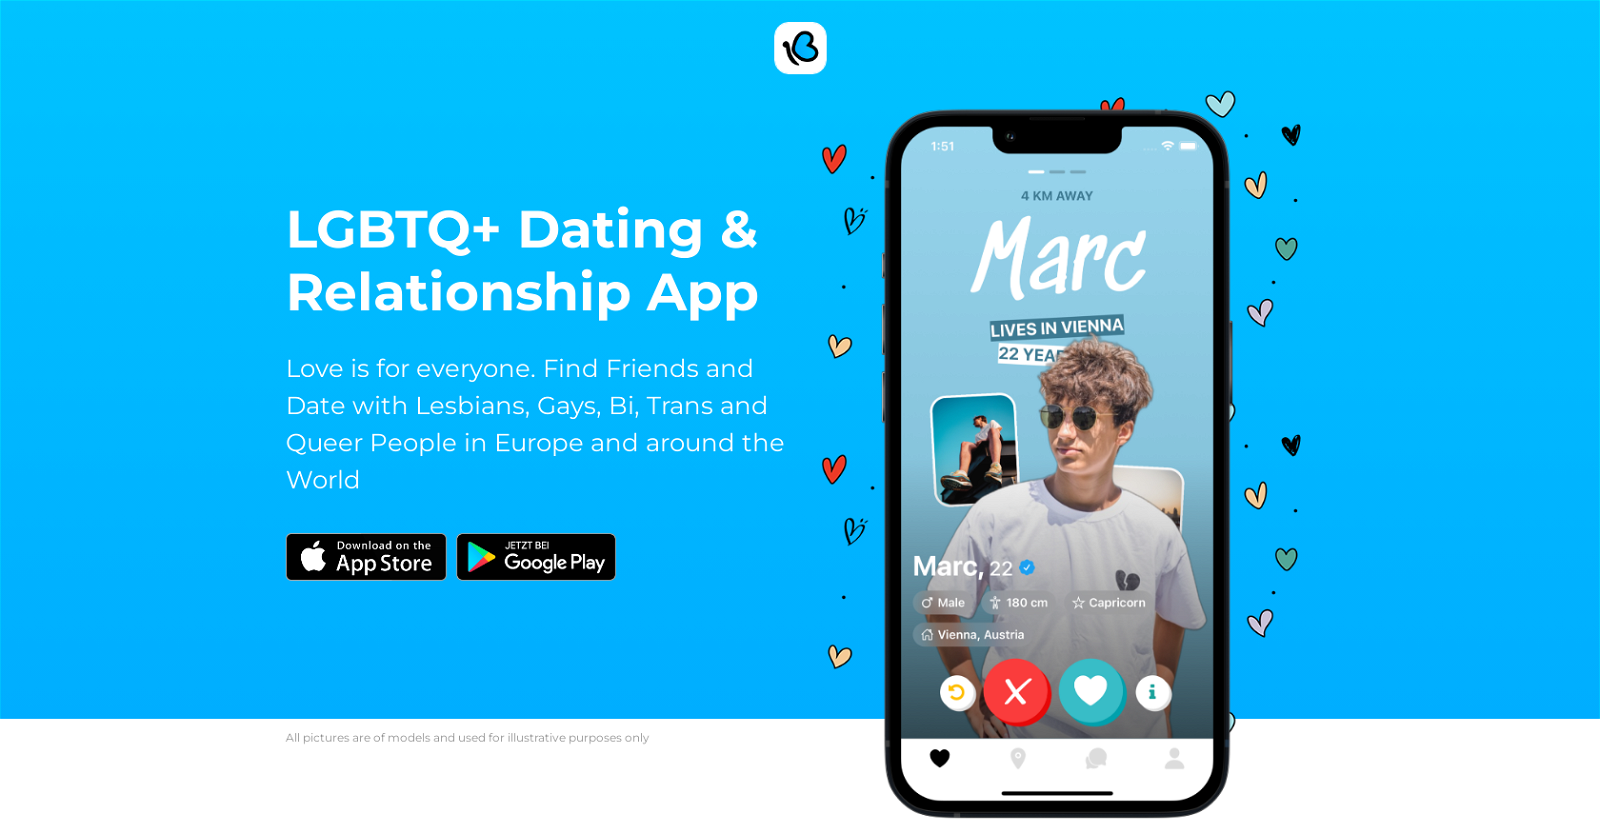 LGBTQ+ Dating &
Relationship App
Love is for everyone. Find Friends and
Date with Lesbians, Gays, Bi, Trans and
Queer People in Europe and around the
World
Download on the
App Store
JETZT BEI
Google Play
All pictures are of models and used for illustrative purposes only
1:51
4 KM AWAY
Marc
LIVES IN VIENNA
22
Marc, 22
Male
180 cm
Capricorn
Vienna, Austria